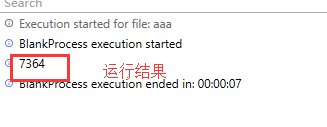 Search
Execution started for file: aaa
BlankProcess execution started
7364 运行结果
BlankProcess execution ended in: 00:00:07